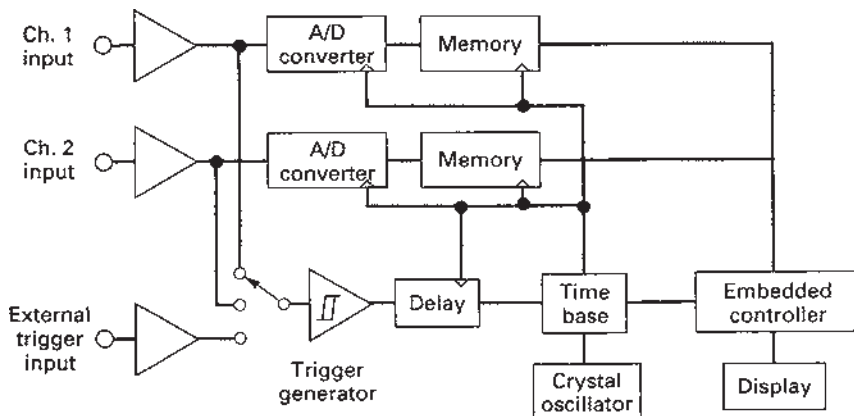 Ch. 1
input
A/D
converter
Memory
Ch. 2
input
A/D
converter
Memory
External
trigger
input
Trigger
generator
Delay
Time
base
Embedded
controller
Crystal
oscillator
Display